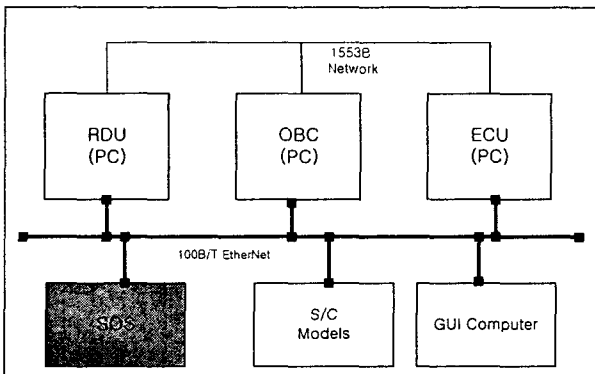 1553B
Network
RDU
(PC)
OBC
(PC)
ECU
(PC)
100B/T EtherNet
SOS
S/C
Models
GUI Computer